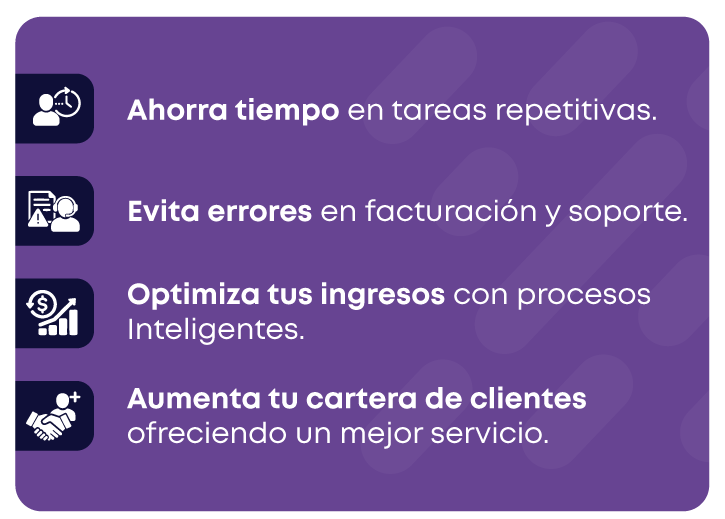 Ahorra tiempo en tareas repetitivas.
Evita errores en facturación y soporte.
Optimiza tus ingresos con procesos
Inteligentes.
Aumenta tu cartera de clientes
ofreciendo un mejor servicio.